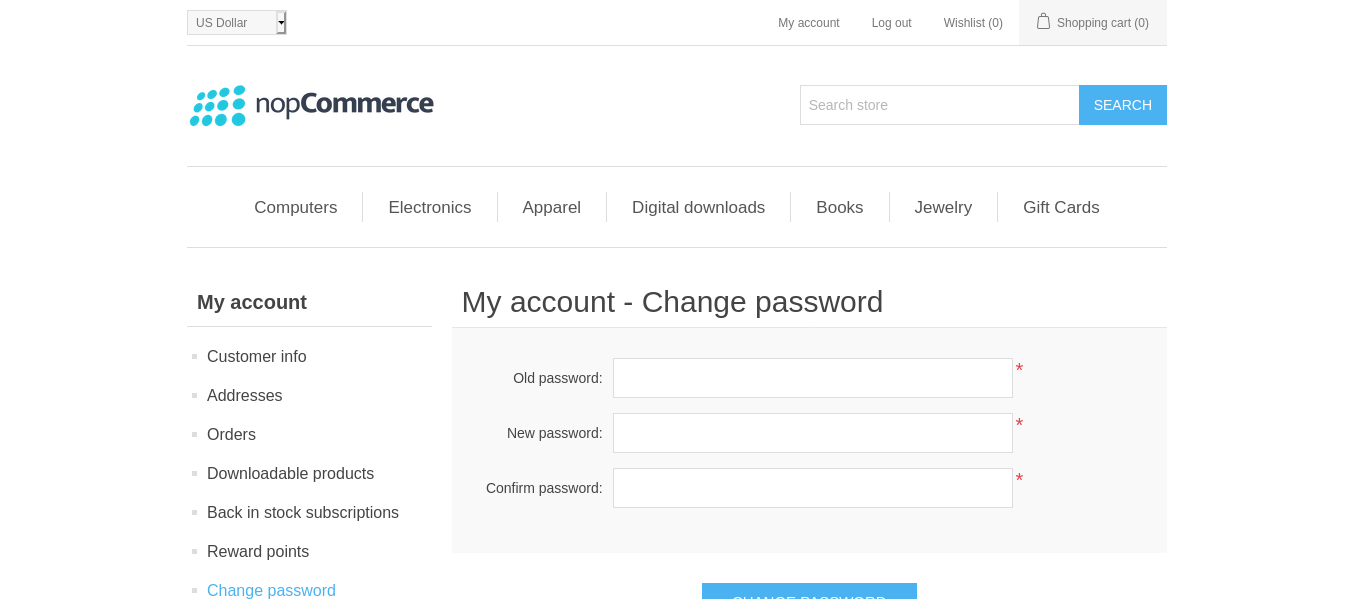 US Dollar
My account
Log out
Wishlist (0)
Shopping cart (0)
nopCommerce
Search store
SEARCH
Computers
Electronics
Apparel
Digital downloads
Books
Jewelry
Gift Cards
My account
Customer info
Addresses
Orders
Downloadable products
Back in stock subscriptions
Reward points
Change password
My account - Change password
Old password: *
New password: *
Confirm password: *
CHANGE PASSWORD